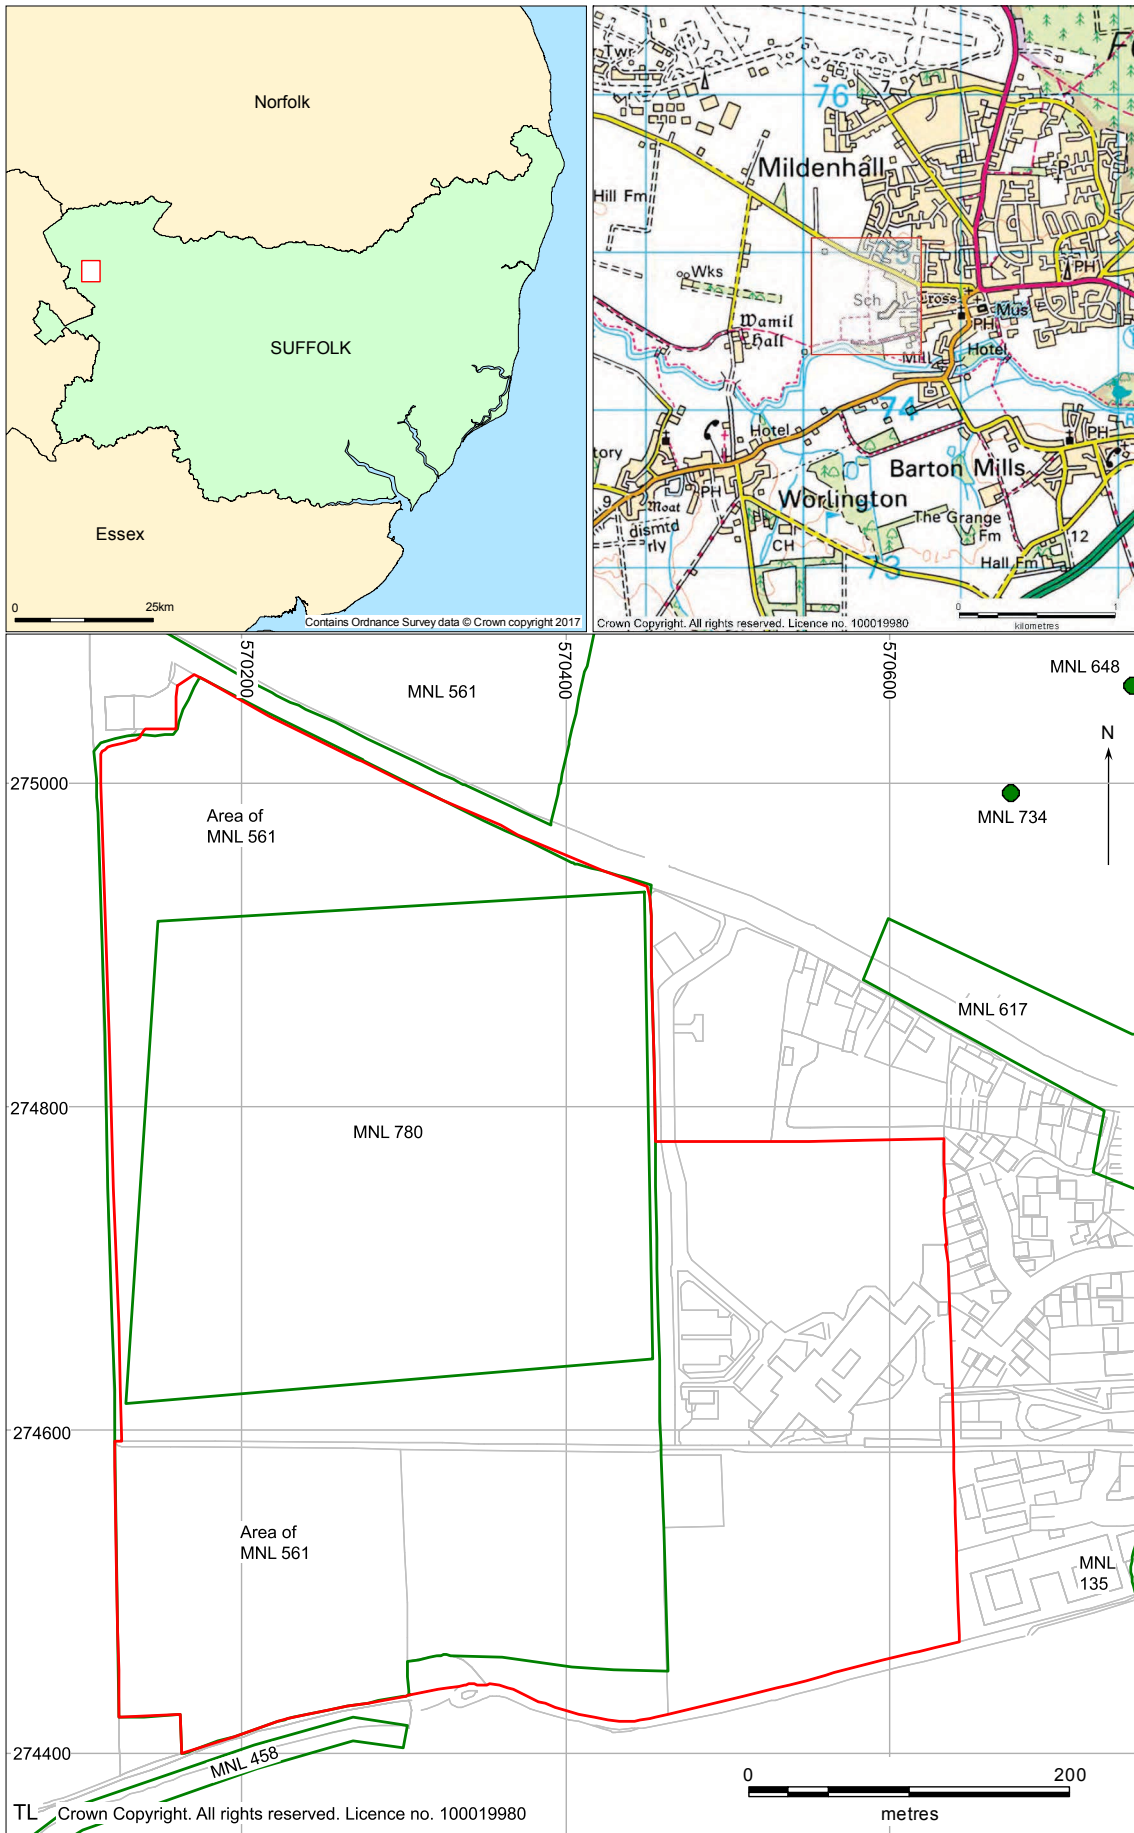 Norfolk
SUFFOLK
Essex
0 25km
Contains Ordnance Survey data © Crown copyright 2017
Twr
76
7
Mildenhall
P
Hill Fm
Wks
Sch
Cross
PH
Mus
PH
Wamil
Hall
Mill
Hotel
74
Hotel
PH
tory
Barton Mills
9
PH
Moat
Worlington
dismtd
rly
The Grange
Fm
12
CH
73
Hall Fm
0 1
kilometres
Crown Copyright. All rights reserved. Licence no. 100019980
570200
570400
570600
MNL 561
MNL 648
N
275000
MNL 734
Area of
MNL 561
MNL 617
274800
MNL 780
274600
Area of
MNL 561
MNL
135
274400
MNL 458
0 200
metres
TL Crown Copyright. All rights reserved. Licence no. 100019980